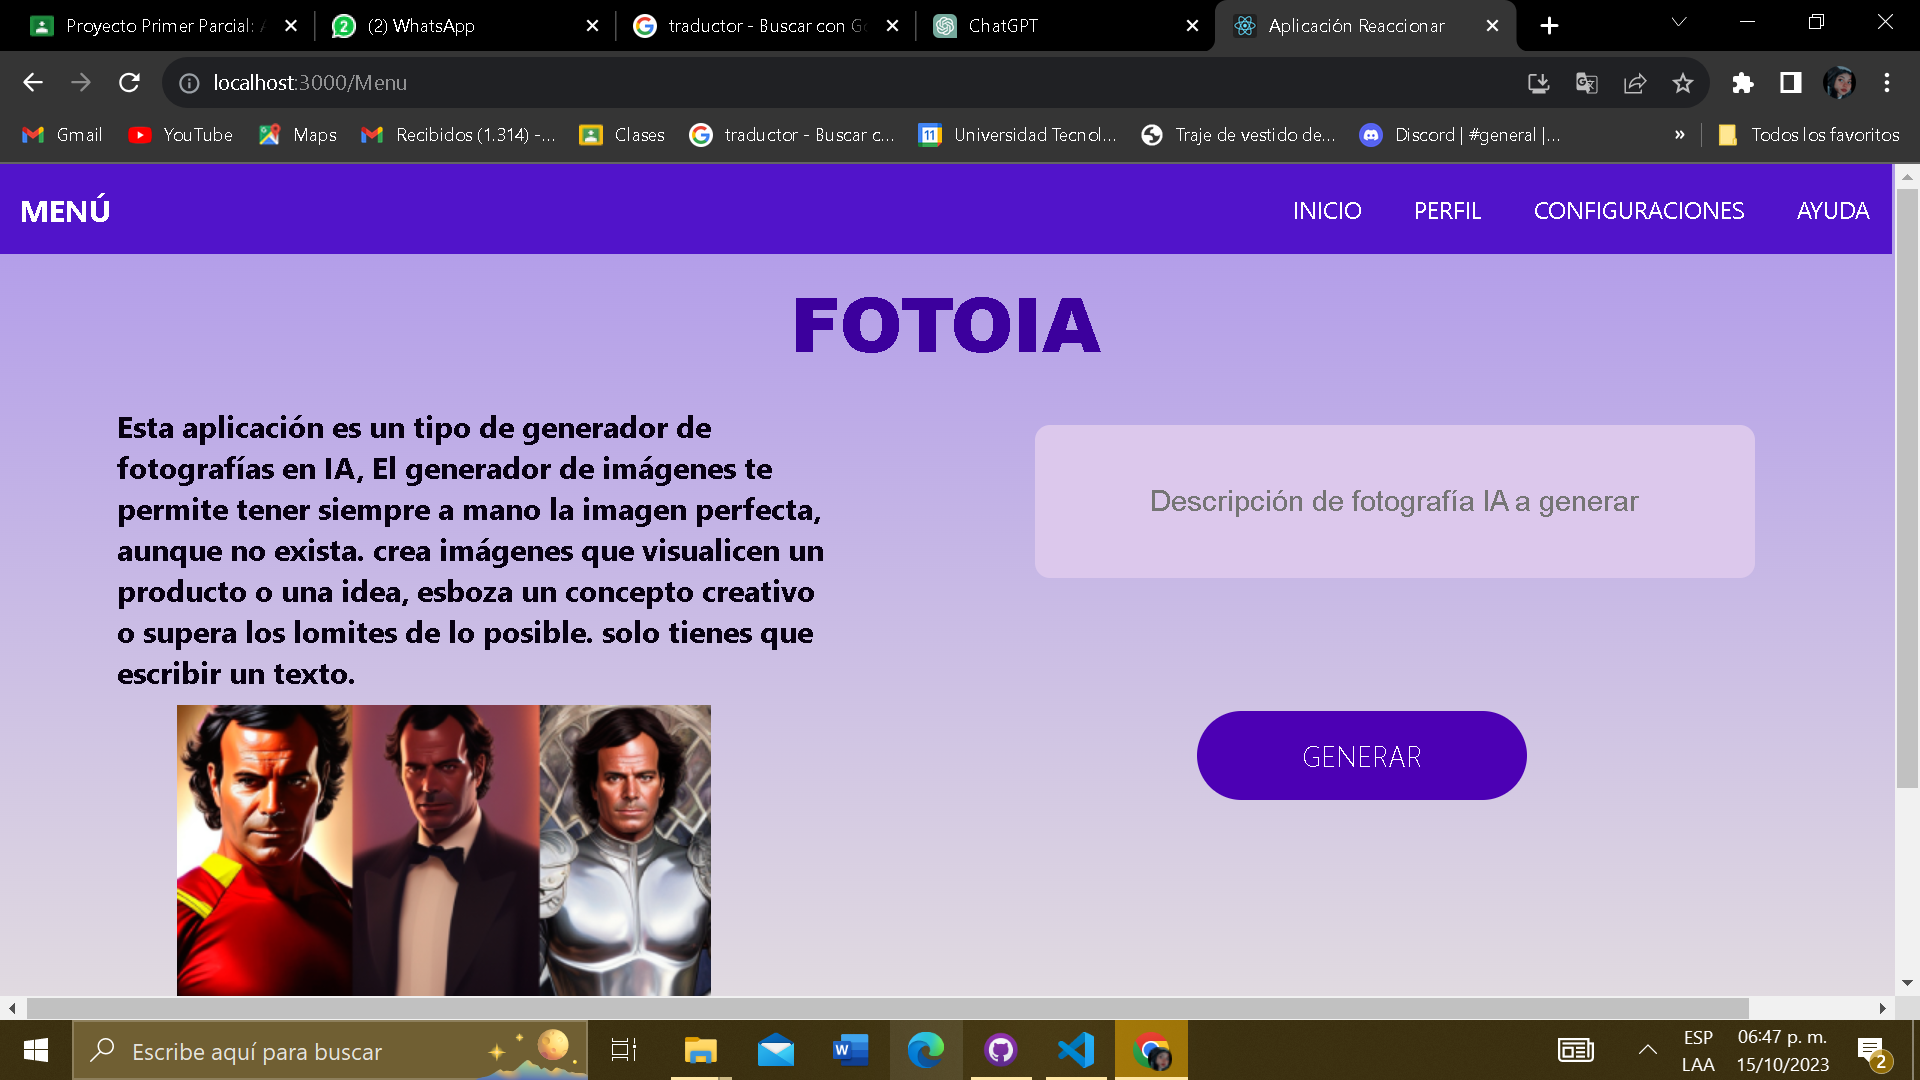 Proyecto Primer Parcial: A
(2) WhatsApp
traductor - Buscar con Go
ChatGPT
Aplicación Reaccionar
localhost:3000/Menu
Gmail
YouTube
Maps
Recibidos (1.314) -...
Clases
traductor - Buscar c...
11
Universidad Tecnol...
Traje de vestido de...
Discord | #general |...
»
Todos los favoritos
MENÚ
INICIO
PERFIL
CONFIGURACIONES
AYUDA
FOTOIA
Esta aplicación es un tipo de generador de
fotografías en IA, El generador de imágenes te
permite tener siempre a mano la imagen perfecta,
aunque no exista. crea imágenes que visualicen un
producto o una idea, esboza un concepto creativo
o supera los lomites de lo posible. solo tienes que
escribir un texto.
Descripción de fotografía IA a generar
GENERAR
Escribe aquí para buscar
ESP
LAA
06:47 p. m.
15/10/2023
2